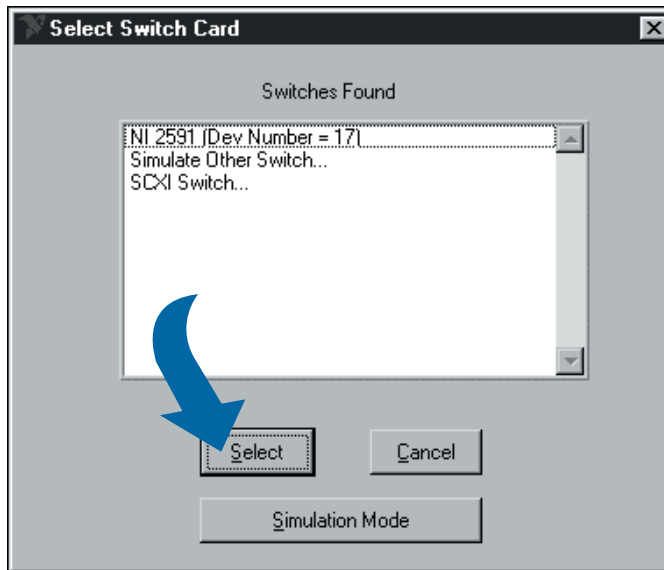 Select Switch Card
Switches Found
NI 2591 (Dev Number = 17)
Simulate Other Switch...
SCXI Switch...
Select
Cancel
Simulation Mode